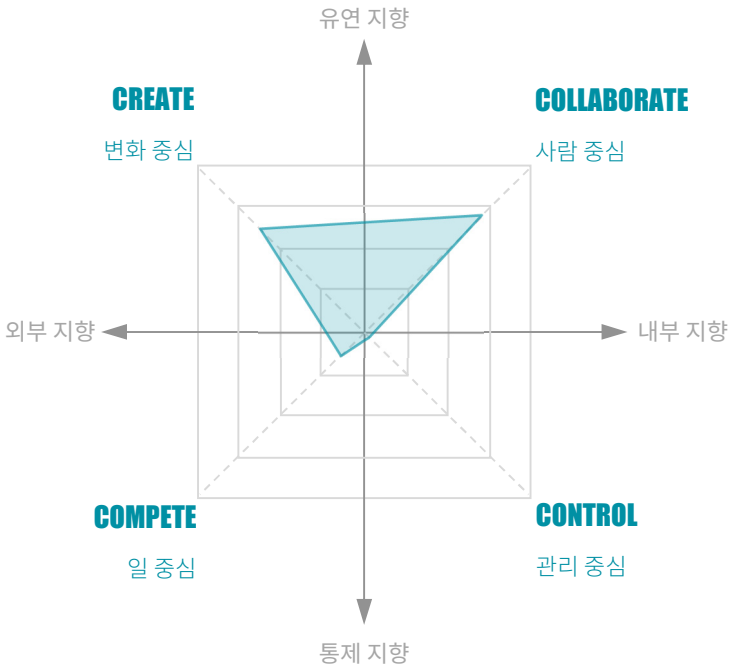 유연 지향
CREATE
변화 중심
COLLABORATE
사람 중심
외부 지향
내부 지향
COMPETE
일 중심
CONTROL
관리 중심
통제 지향